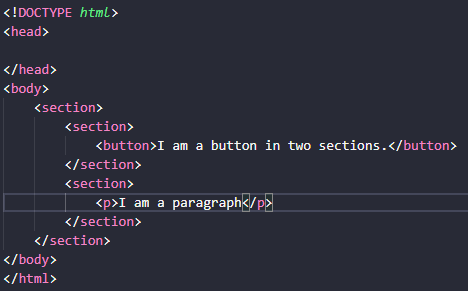 <!DOCTYPE html>
<head>

</head>
<body>
    <section>
        <section>
            <button>I am a button in two sections.</button>
        </section>
        <section>
            <p>I am a paragraph</p>
        </section>
    </section>
</body>
</html>